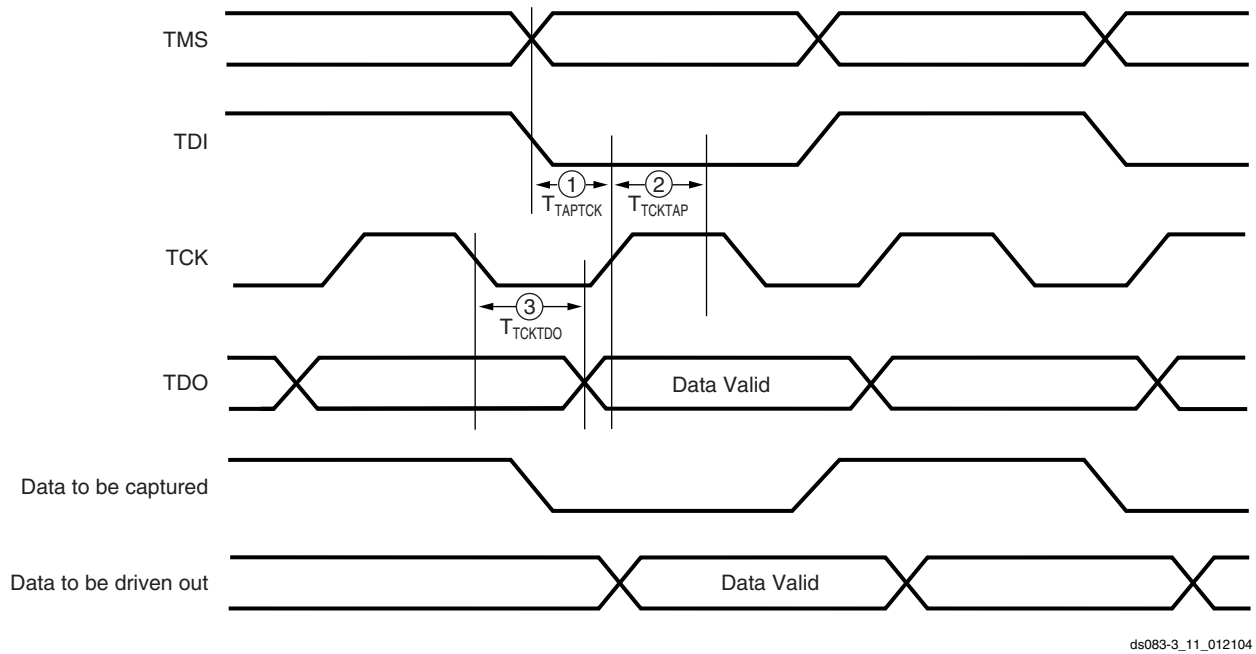 TMS
TDI
1
2
TTAPTCK
TTCKTAP
TCK
3
TTCKTDO
TDO
Data Valid
Data to be captured
Data to be driven out
Data Valid
ds083-3_11_012104